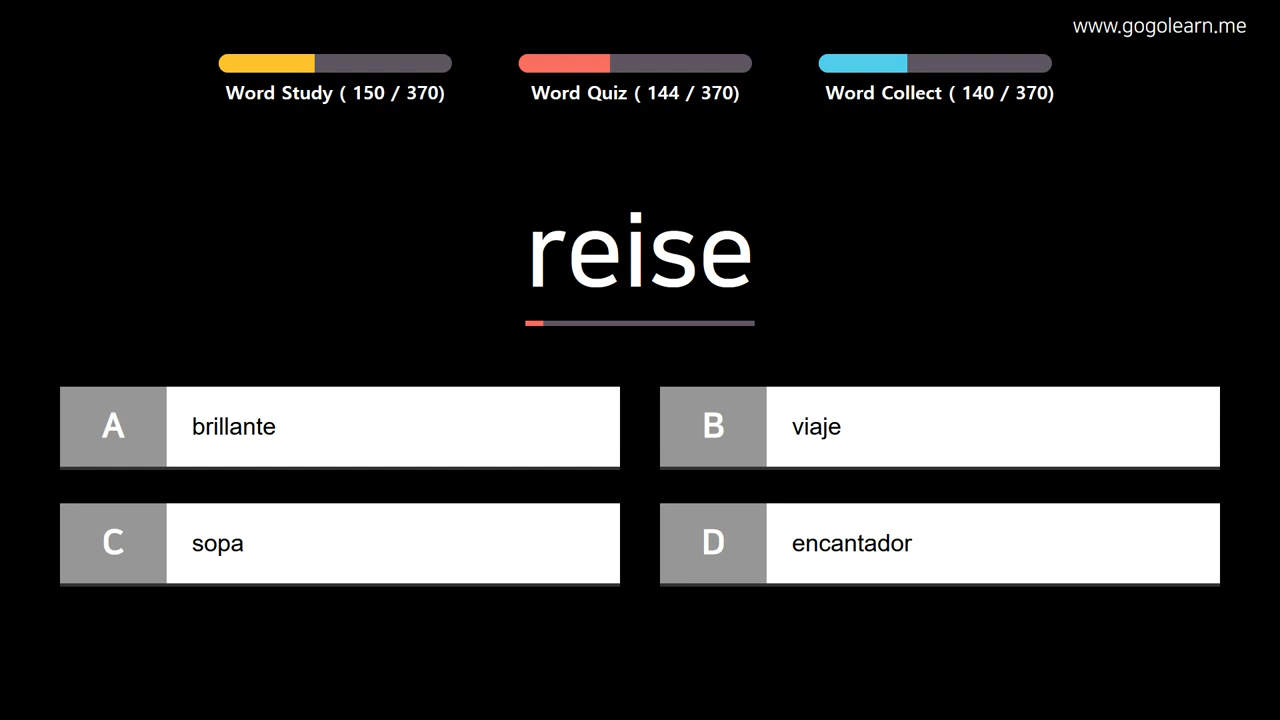 www.gogolearn.me
Word Study ( 150 / 370)
Word Quiz ( 144 / 370)
Word Collect ( 140 / 370)
reise
A brillante
B viaje
C sopa
D encantador